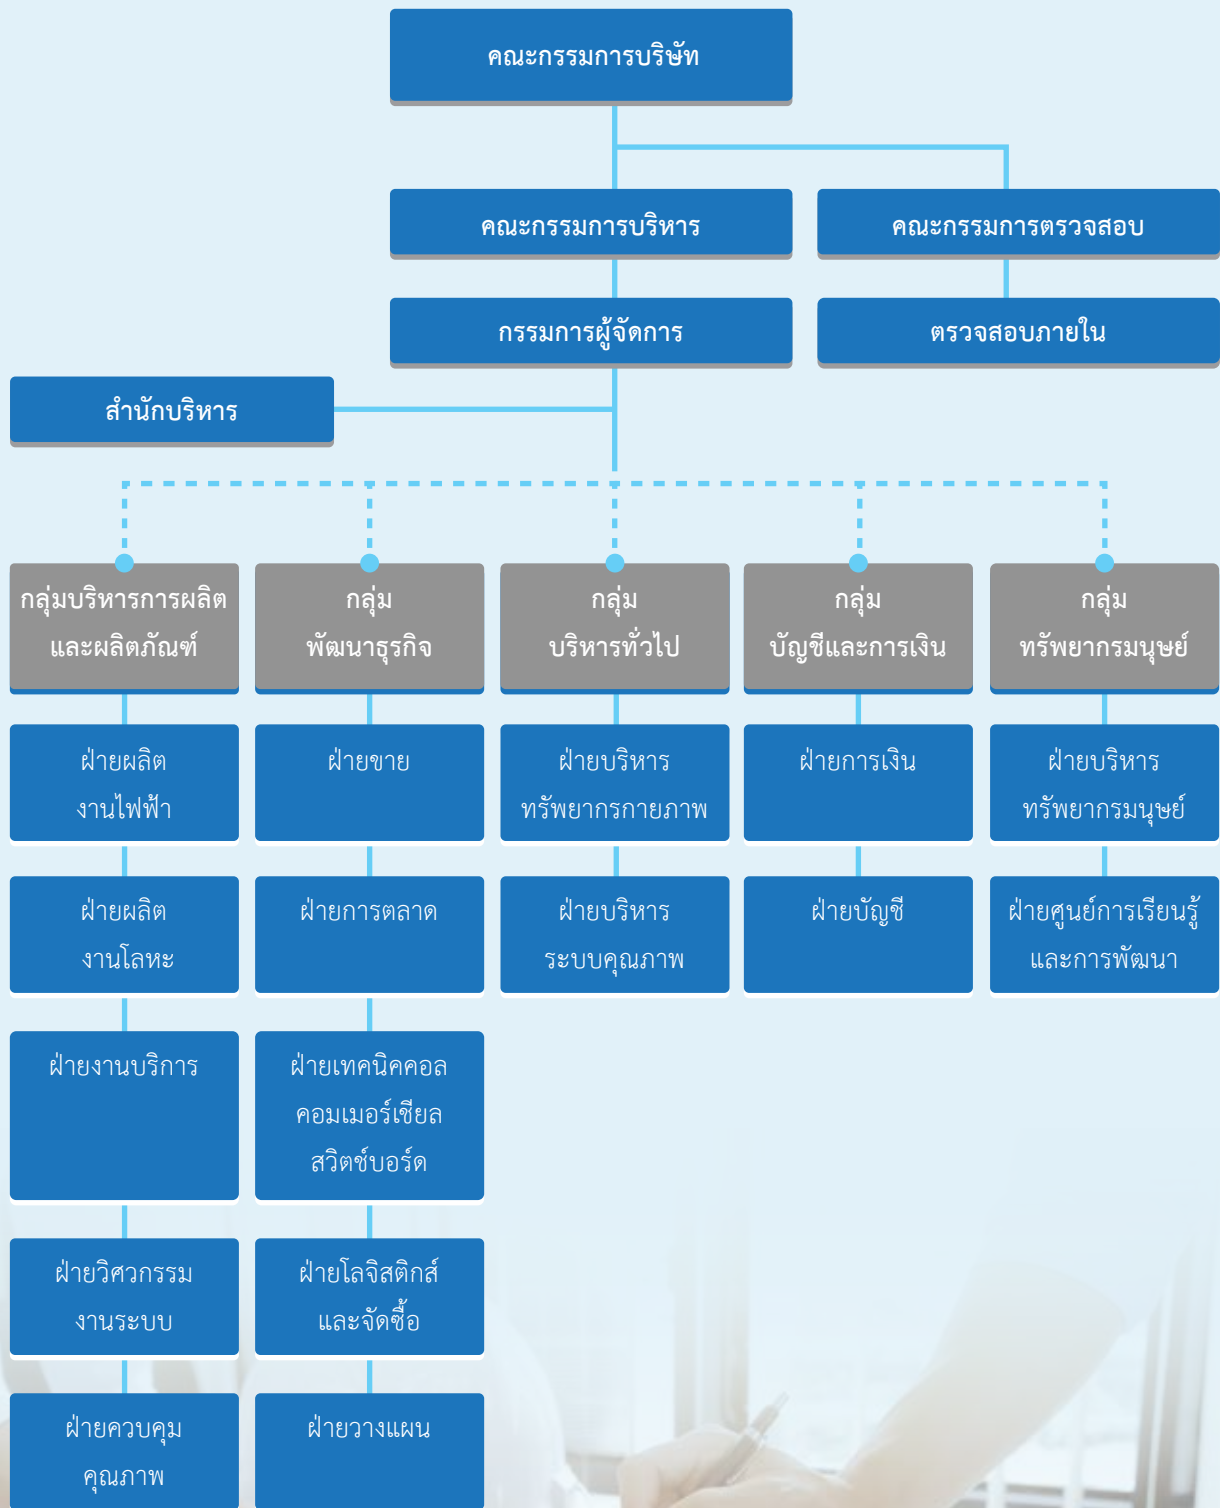 คณะกรรมการบริษัท
คณะกรรมการบริหาร
คณะกรรมการตรวจสอบ
กรรมการผู้จัดการ
ตรวจสอบภายใน
สำนักบริหาร
กลุ่มบริหารการผลิต
และผลิตภัณฑ์
กลุ่ม
พัฒนาธุรกิจ
กลุ่ม
บริหารทั่วไป
กลุ่ม
บัญชีและการเงิน
กลุ่ม
ทรัพยากรมนุษย์
ฝ่ายผลิต
งานไฟฟ้า
ฝ่ายขาย
ฝ่ายบริหาร
ทรัพยากรกายภาพ
ฝ่ายการเงิน
ฝ่ายบริหาร
ทรัพยากรมนุษย์
ฝ่ายผลิต
งานโลหะ
ฝ่ายการตลาด
ฝ่ายบริหาร
ระบบคุณภาพ
ฝ่ายบัญชี
ฝ่ายศูนย์การเรียนรู้
และการพัฒนา
ฝ่ายงานบริการ
ฝ่ายเทคนิคคอล
คอมเมอร์เชียล
สวิตช์บอร์ด
ฝ่ายวิศวกรรม
งานระบบ
ฝ่ายโลจิสติกส์
และจัดซื้อ
ฝ่ายควบคุม
คุณภาพ
ฝ่ายวางแผน